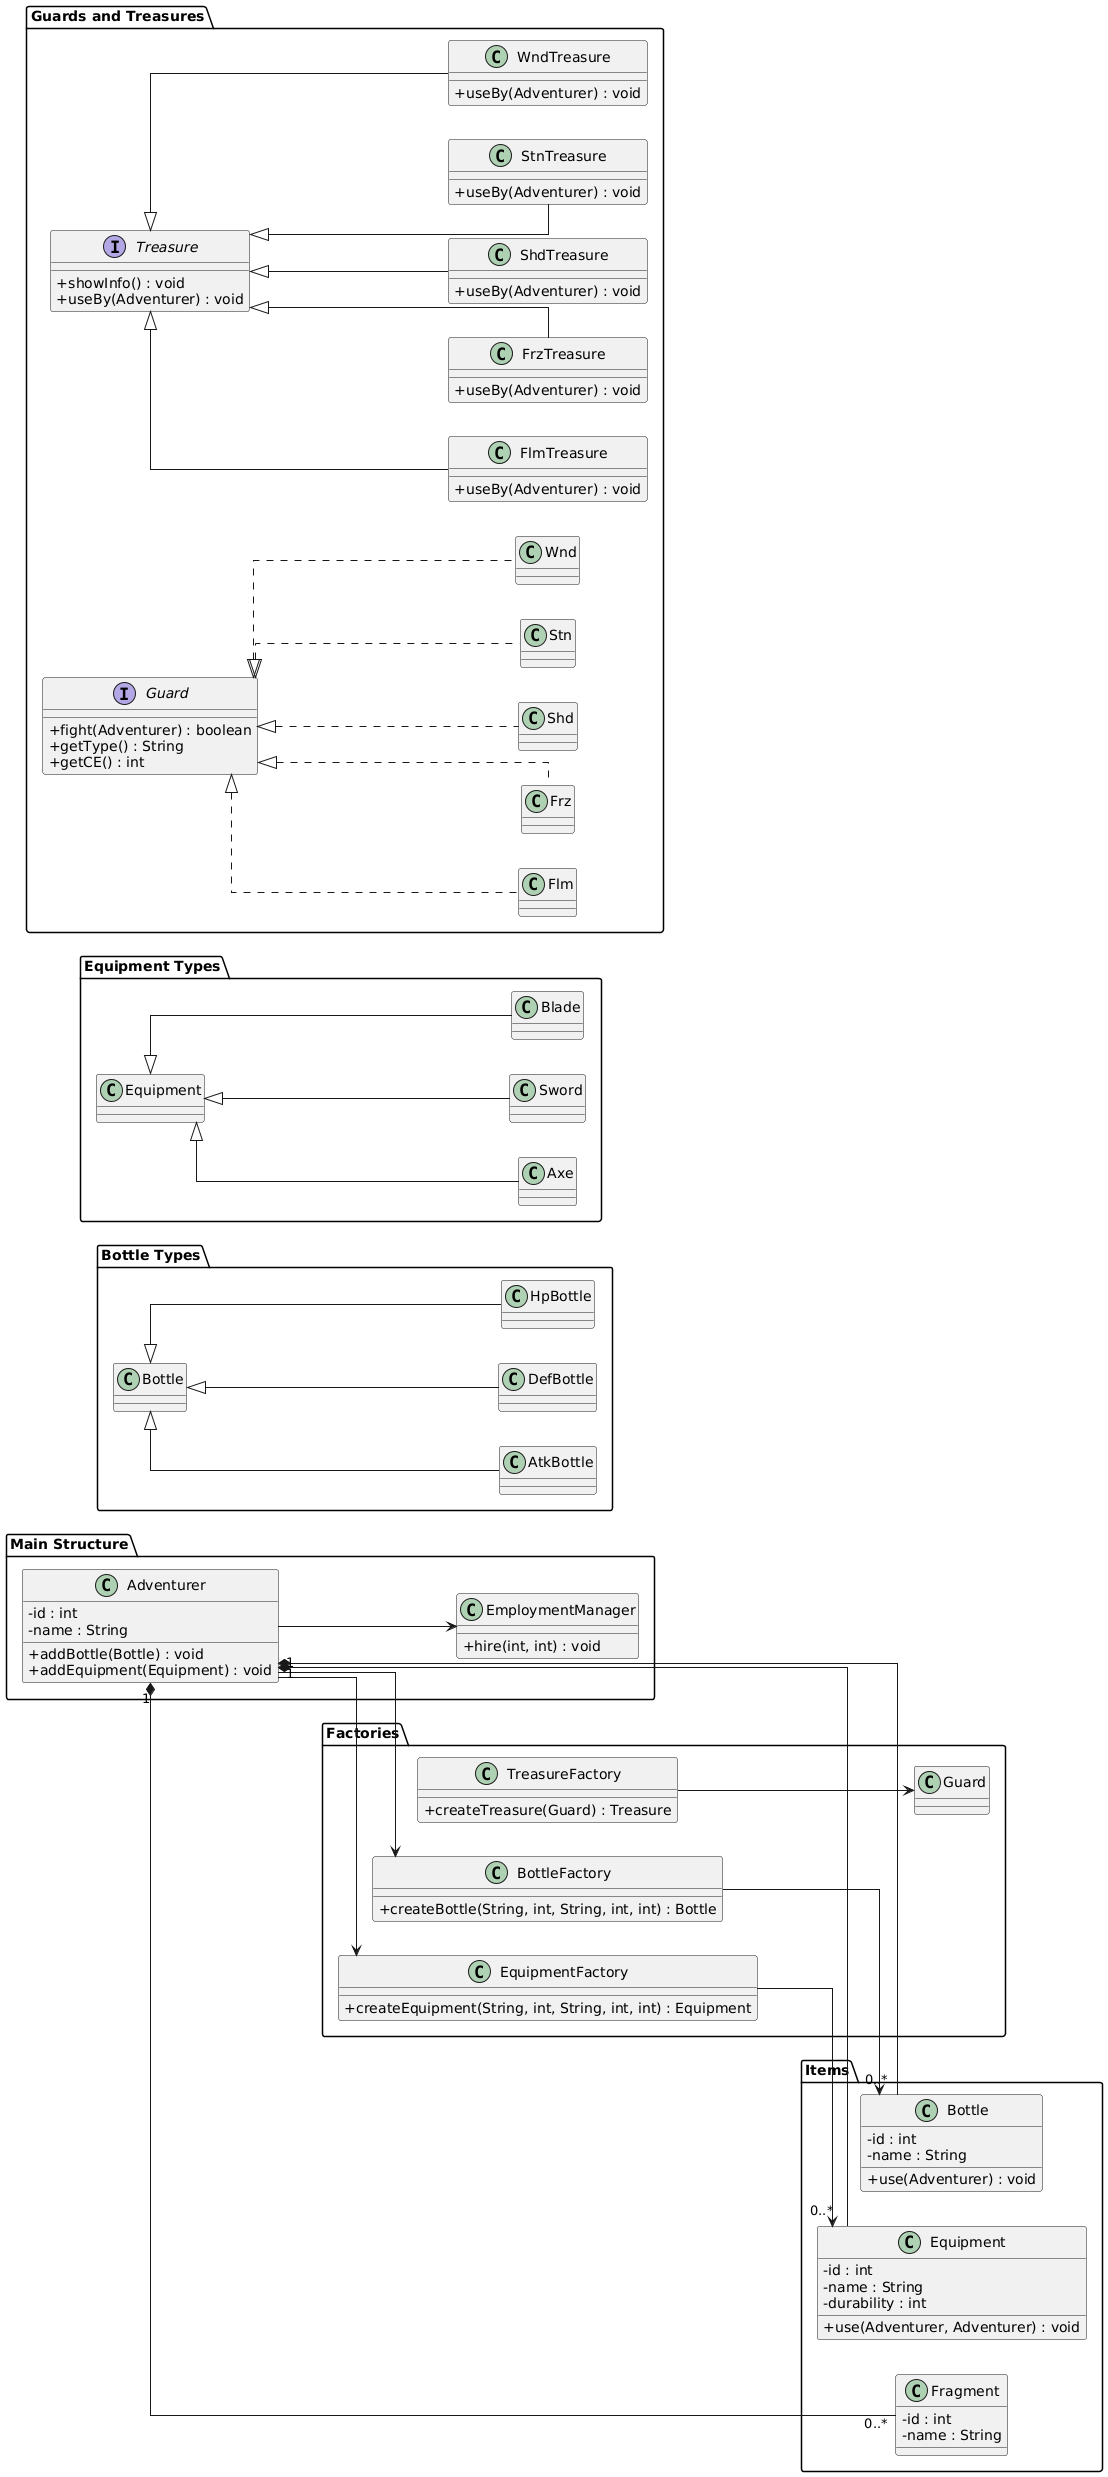 Guards and Treasures
C WndTreasure
+useBy(Adventurer) : void
C StnTreasure
+useBy(Adventurer) : void
I Treasure
+showInfo() : void
+useBy(Adventurer) : void
C ShdTreasure
+useBy(Adventurer) : void
C FrzTreasure
+useBy(Adventurer) : void
C FlmTreasure
+useBy(Adventurer) : void
C Wnd
C Stn
I Guard
+fight(Adventurer) : boolean
+getType() : String
+getCE() : int
C Shd
C Frz
C Flm
Equipment Types
C Blade
C Equipment
C Sword
C Axe
Bottle Types
C HpBottle
C Bottle
C DefBottle
C AtkBottle
Main Structure
C Adventurer
-id : int
-name : String
+addBottle(Bottle) : void
+addEquipment(Equipment) : void
C EmploymentManager
+hire(int, int) : void
1
1
1
Factories
C TreasureFactory
+createTreasure(Guard) : Treasure
C Guard
C BottleFactory
+createBottle(String, int, String, int, int) : Bottle
C EquipmentFactory
+createEquipment(String, int, String, int, int) : Equipment
Items
0..*
C Bottle
-id : int
-name : String
+use(Adventurer) : void
0..*
C Equipment
-id : int
-name : String
-durability : int
+use(Adventurer, Adventurer) : void
C Fragment
-id : int
-name : String
0..*